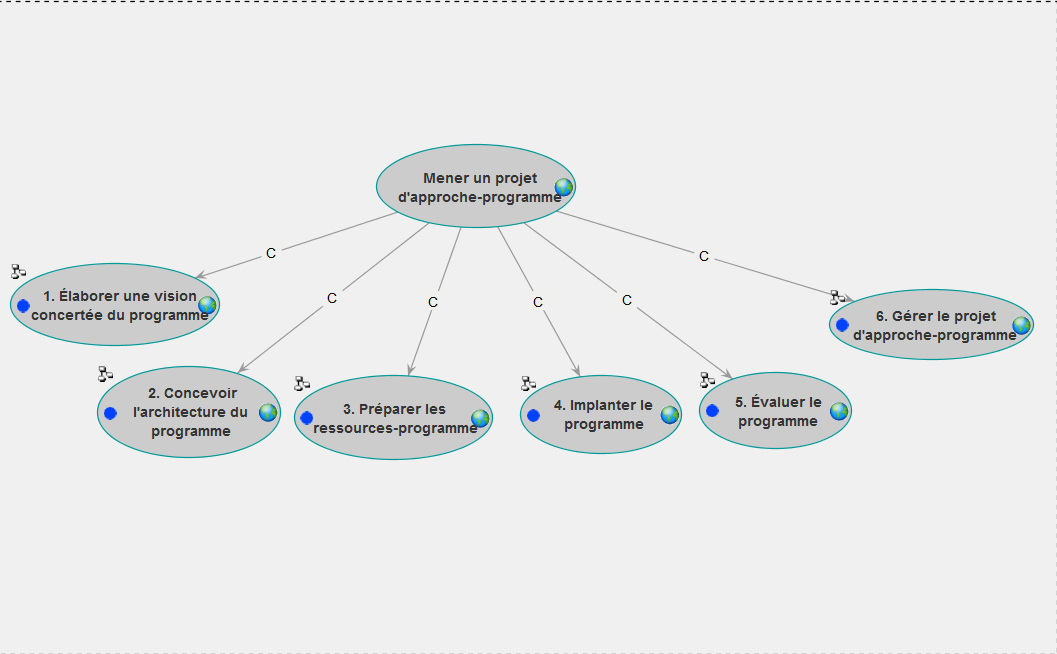 Mener un projet
d'approche-programme
C
C
C
C
C
C
1. Élaborer une vision
concertée du programme
2. Concevoir
l'architecture du
programme
3. Préparer les
ressources-programme
4. Implanter le
programme
5. Évaluer le
programme
6. Gérer le projet
d'approche-programme